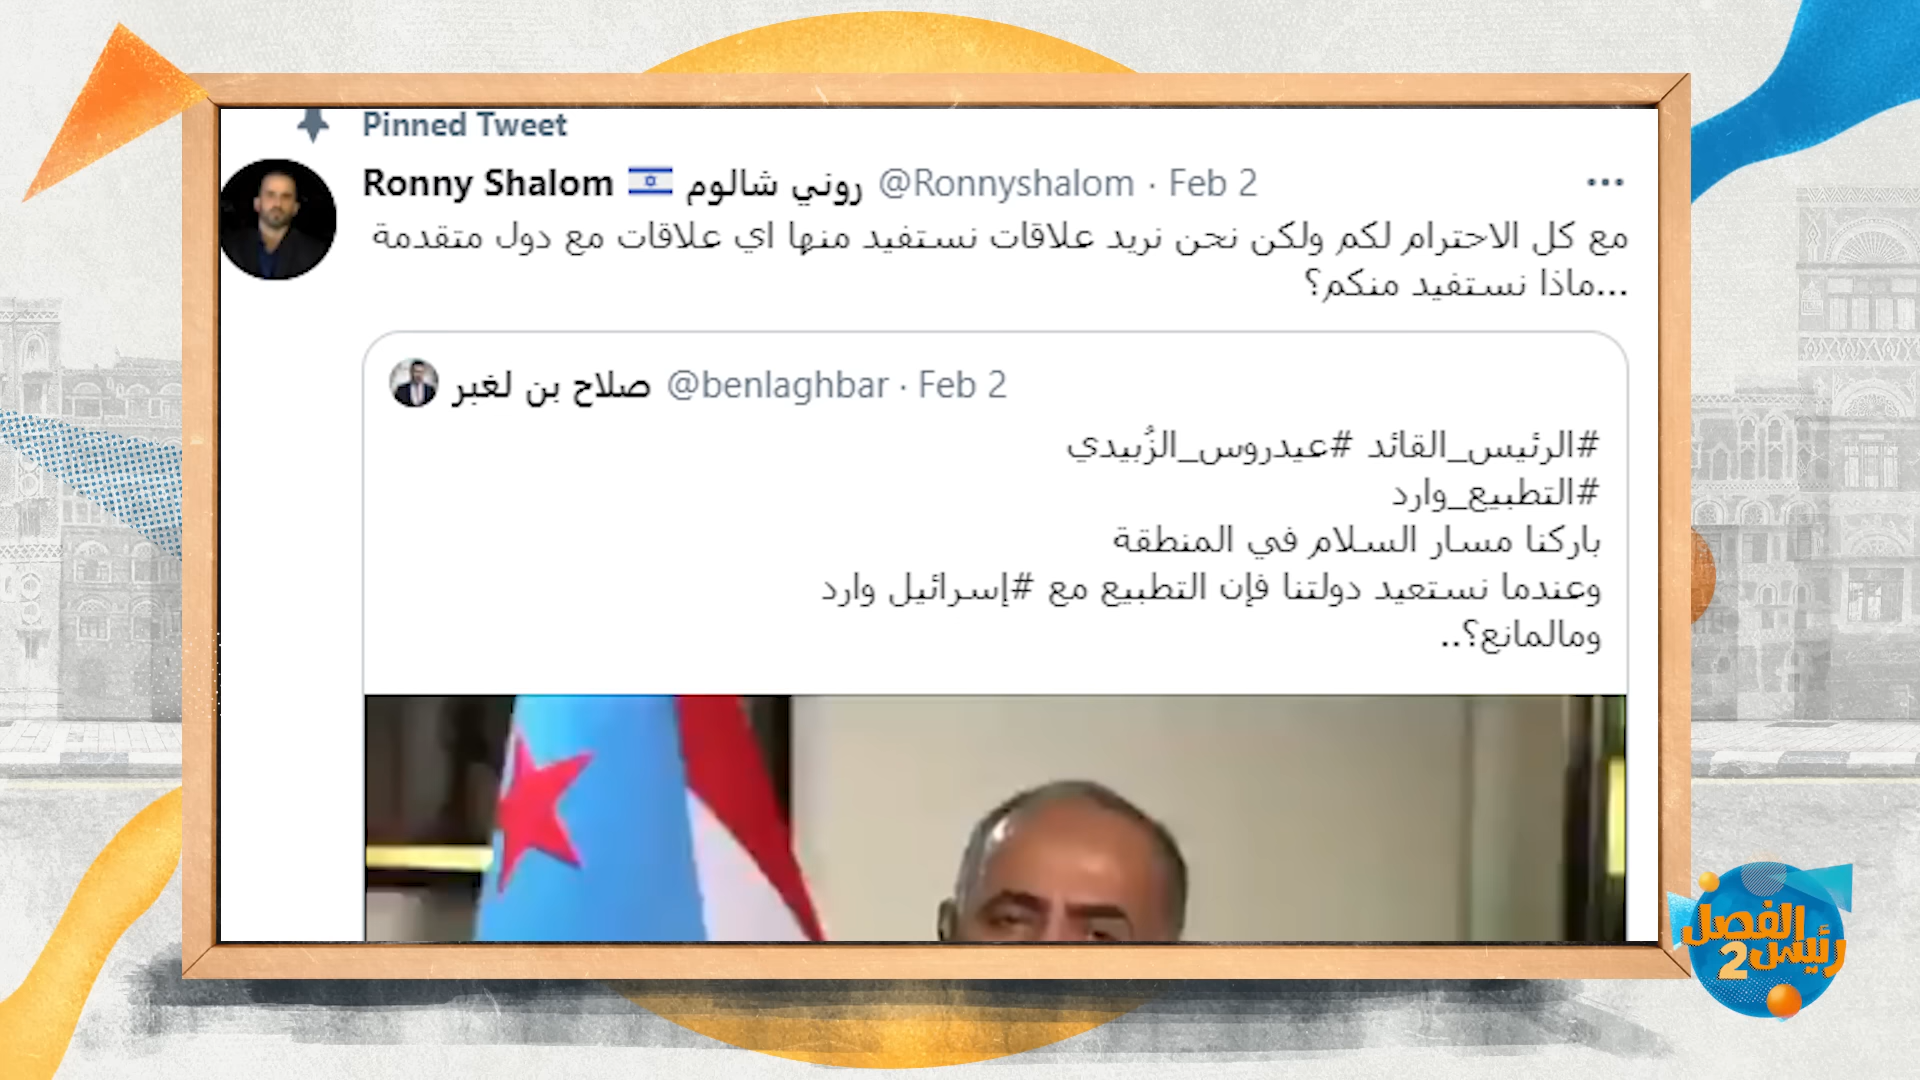 Pinned Tweet
Ronny Shalom روني شالوم @Ronnyshalom · Feb 2
مع كل الاحترام لكم ولكن نحن نريد علاقات نستفيد منها اي علاقات مع دول متقدمة
...ماذا نستفيد منكم؟
صلاح بن لغبر @benlaghbar · Feb 2
#الرئيس_القائد #عيدروس_الزُبيدي
#التطبيع_وارد
باركنا مسار السلام في المنطقة
وعندما نستعيد دولتنا فإن التطبيع مع #إسرائيل وارد
ومالمانع؟..
رئيس الفصل 2